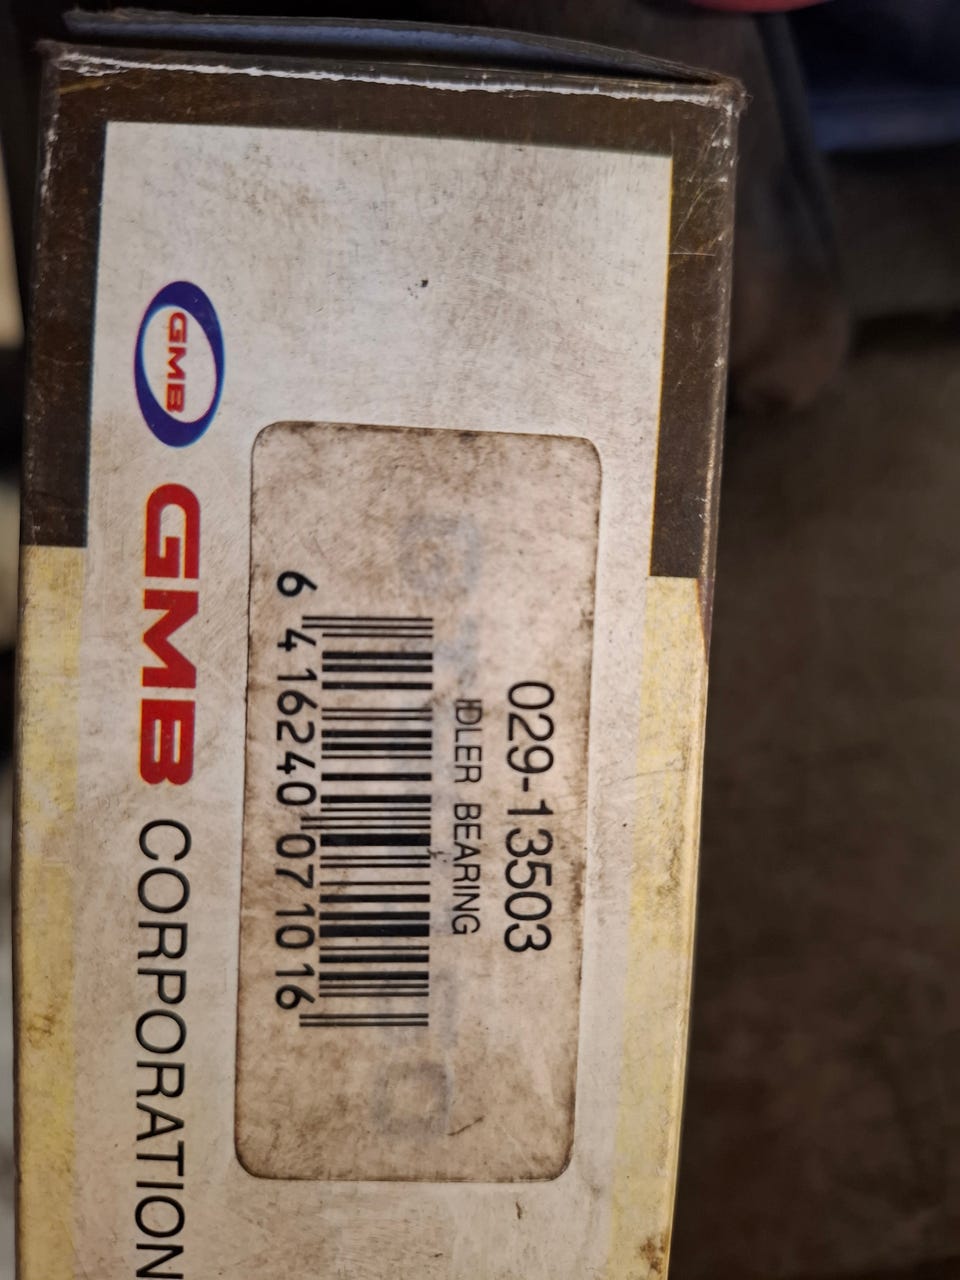 029-13503
IDLER BEARING
6 416240 071016
GMB
GMB CORPORATION